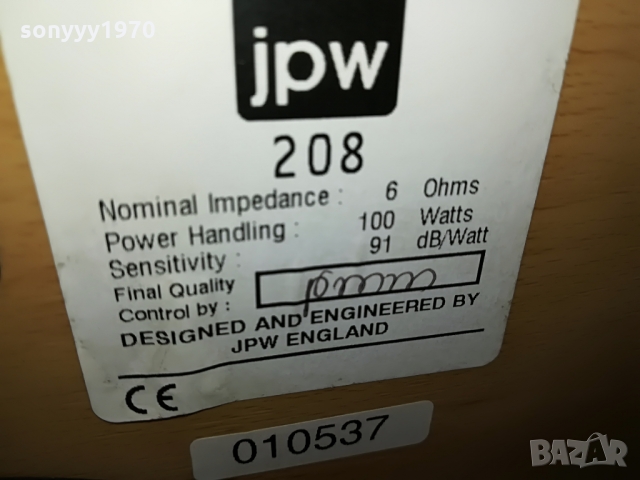 sonyyy1970
jpw
208
Nominal Impedance : 6 Ohms
Power Handling : 100 Watts
Sensitivity : 91 dB/Watt
Final Quality
Control by :
DESIGNED AND ENGINEERED BY
JPW ENGLAND
CE
010537
BAZAR